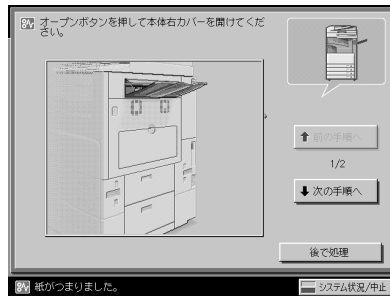 オープンボタンを押して本体右カバーを開けてくだ
さい。
前の手順へ
1/2
次の手順へ
後で処理
紙がつまりました。
システム状況/中止